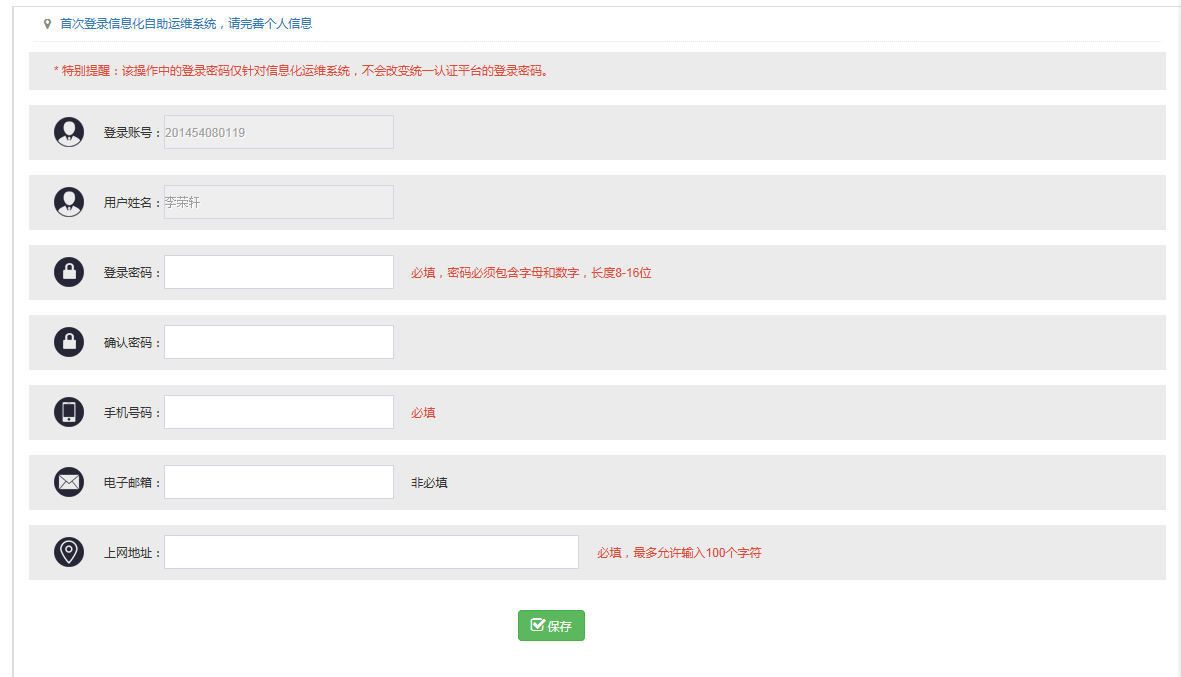 首次登录信息化自助运维系统，请完善个人信息
* 特别提醒：该操作中的登录密码仅针对信息化运维系统，不会改变统一认证平台的登录密码。
登录账号：201454080119
用户姓名：李荣轩
登录密码： 必填，密码必须包含字母和数字，长度8-16位
确认密码：
手机号码： 必填
电子邮箱： 非必填
上网地址： 必填，最多允许输入100个字符
保存